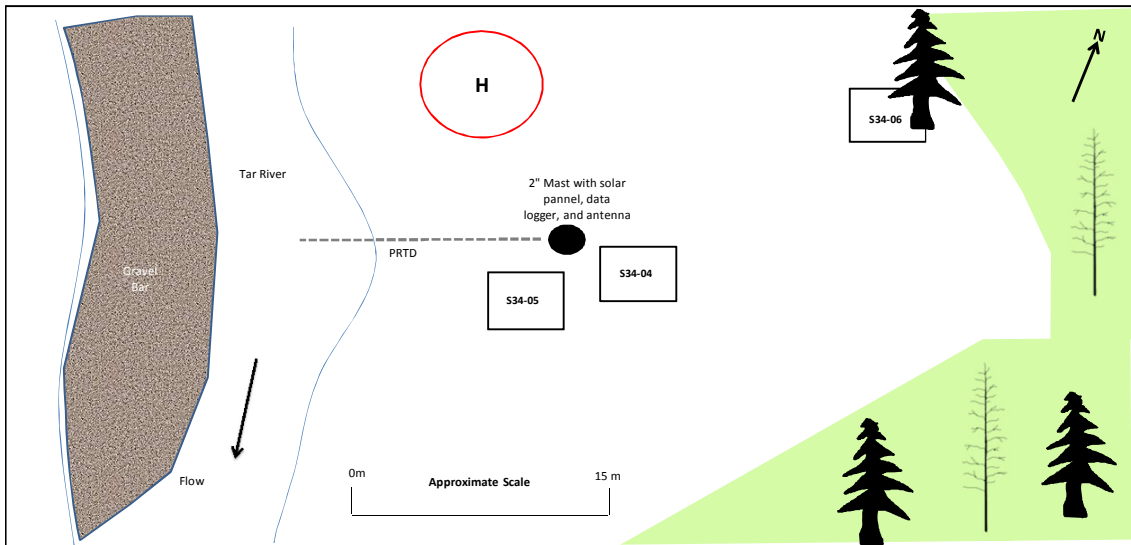 H
N
S34-06
Tar River
2" Mast with solar
pannel, data
logger, and antenna
PRTD
S34-04
Gravel
Bar
S34-05
0m
15 m
Approximate Scale
Flow